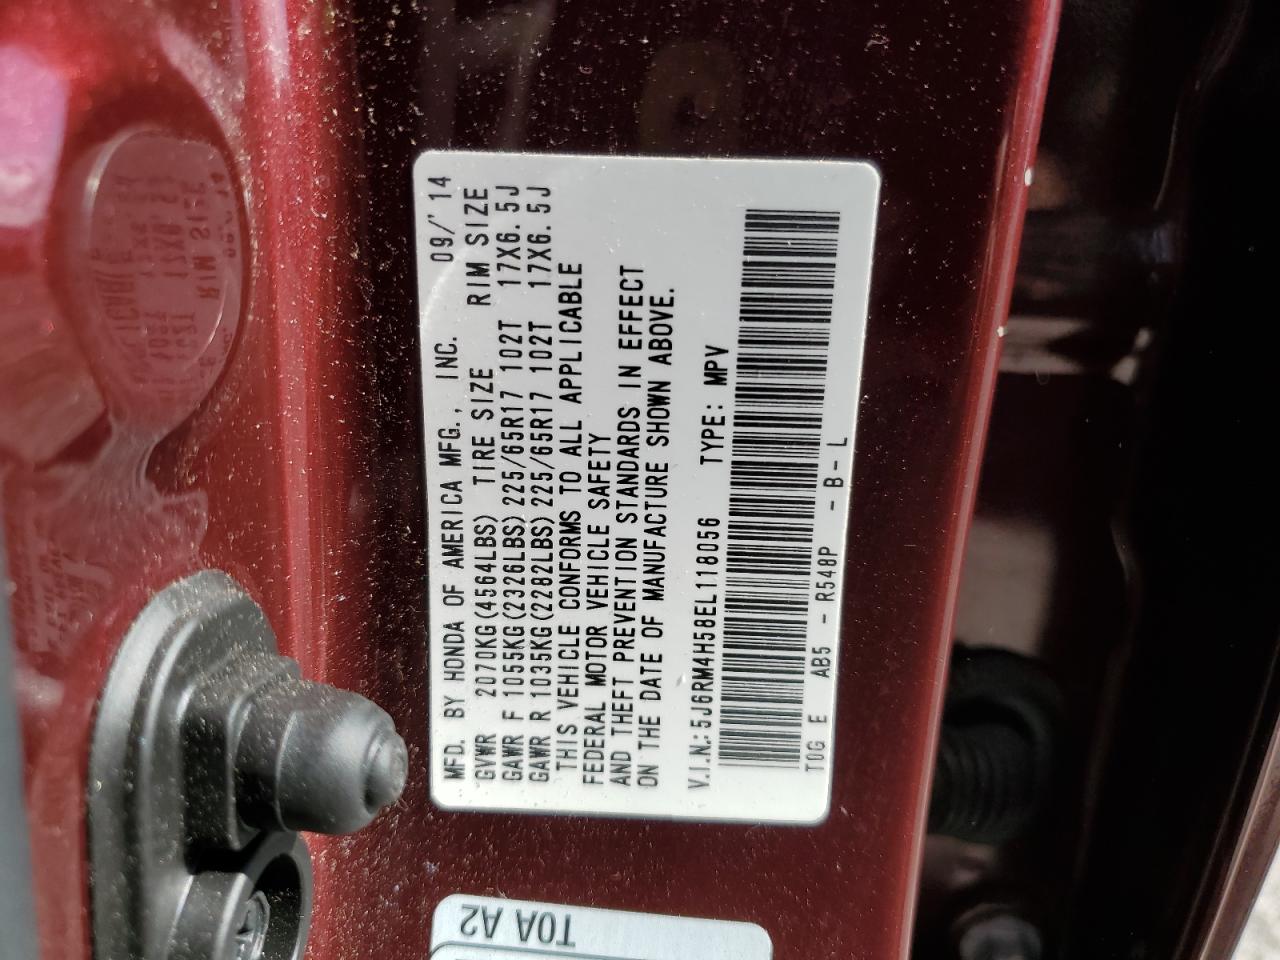 MFD. BY HONDA OF AMERICA MFG., INC. 09/'14
GVWR 2070KG(4564LBS) TIRE SIZE RIM SIZE
GAWR F 1055KG(2326LBS) 225/65R17 102T 17X6.5J
GAWR R 1035KG(2282LBS) 225/65R17 102T 17X6.5J
THIS VEHICLE CONFORMS TO ALL APPLICABLE
FEDERAL MOTOR VEHICLE SAFETY
AND THEFT PREVENTION STANDARDS IN EFFECT
ON THE DATE OF MANUFACTURE SHOWN ABOVE.
V.I.N.:5J6RM4H58EL118056 TYPE: MPV
T0G E AB5 - R548P - B - L
T0A A2